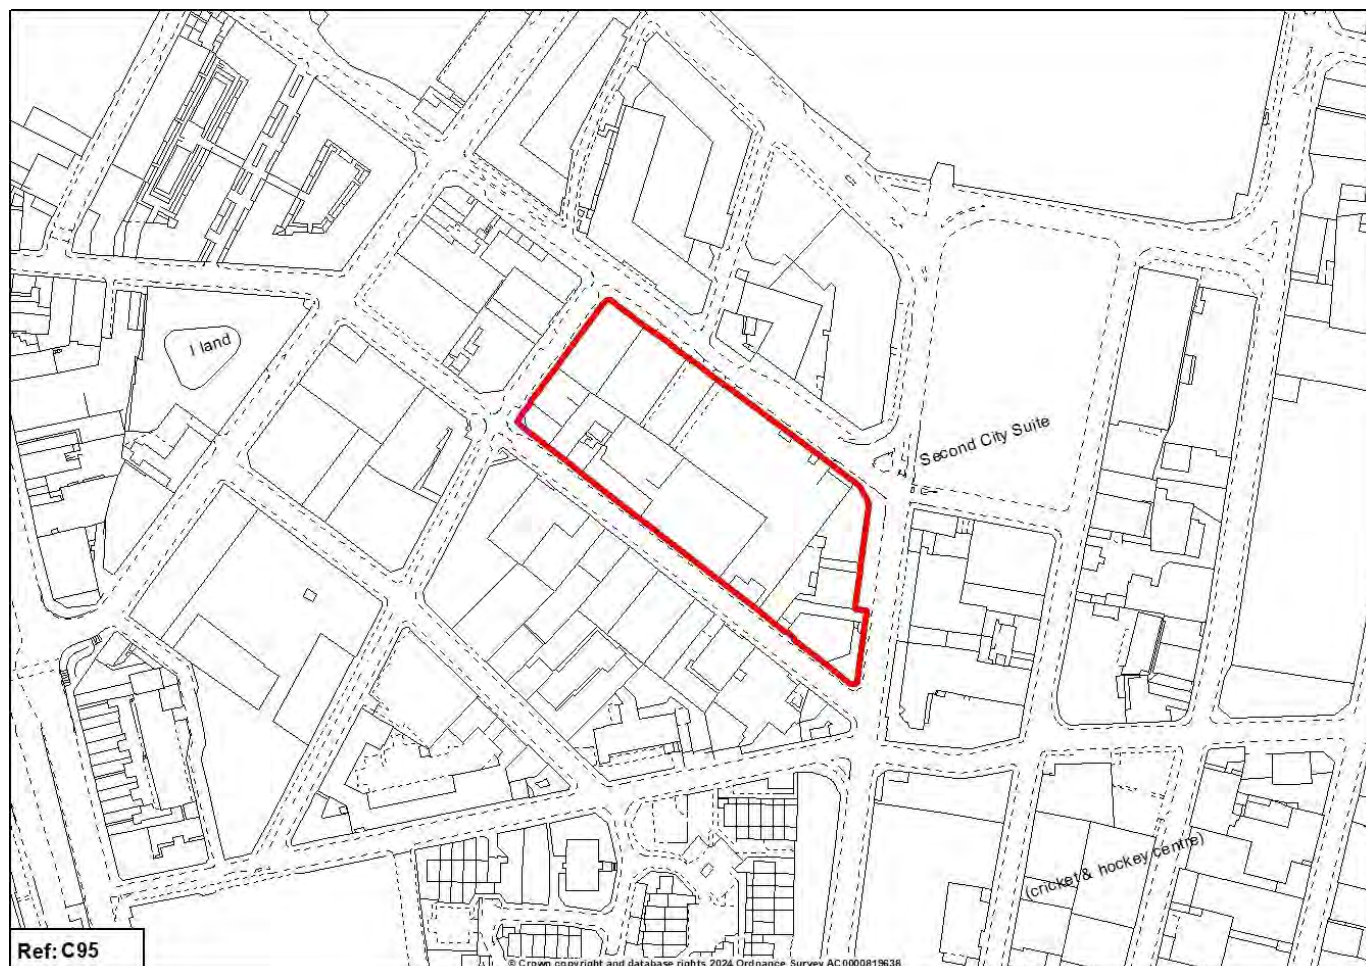 I land
Second City Suite
(cricket & hockey centre)
Ref: C95
© Crown copyright and database rights 2024 Ordnance Survey AC0000819638